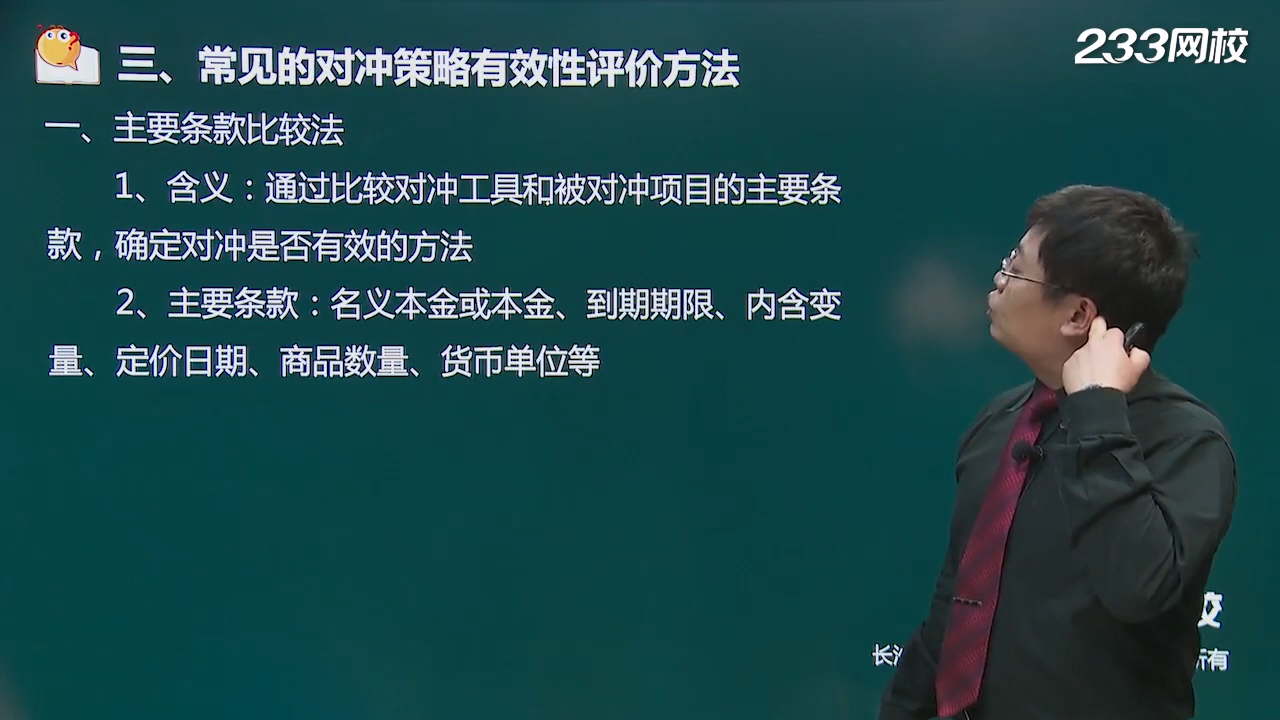 233网校
三、常见的对冲策略有效性评价方法
一、主要条款比较法
1、含义：通过比较对冲工具和被对冲项目的主要条
款，确定对冲是否有效的方法
2、主要条款：名义本金或本金、到期期限、内含变
量、定价日期、商品数量、货币单位等
校
所有